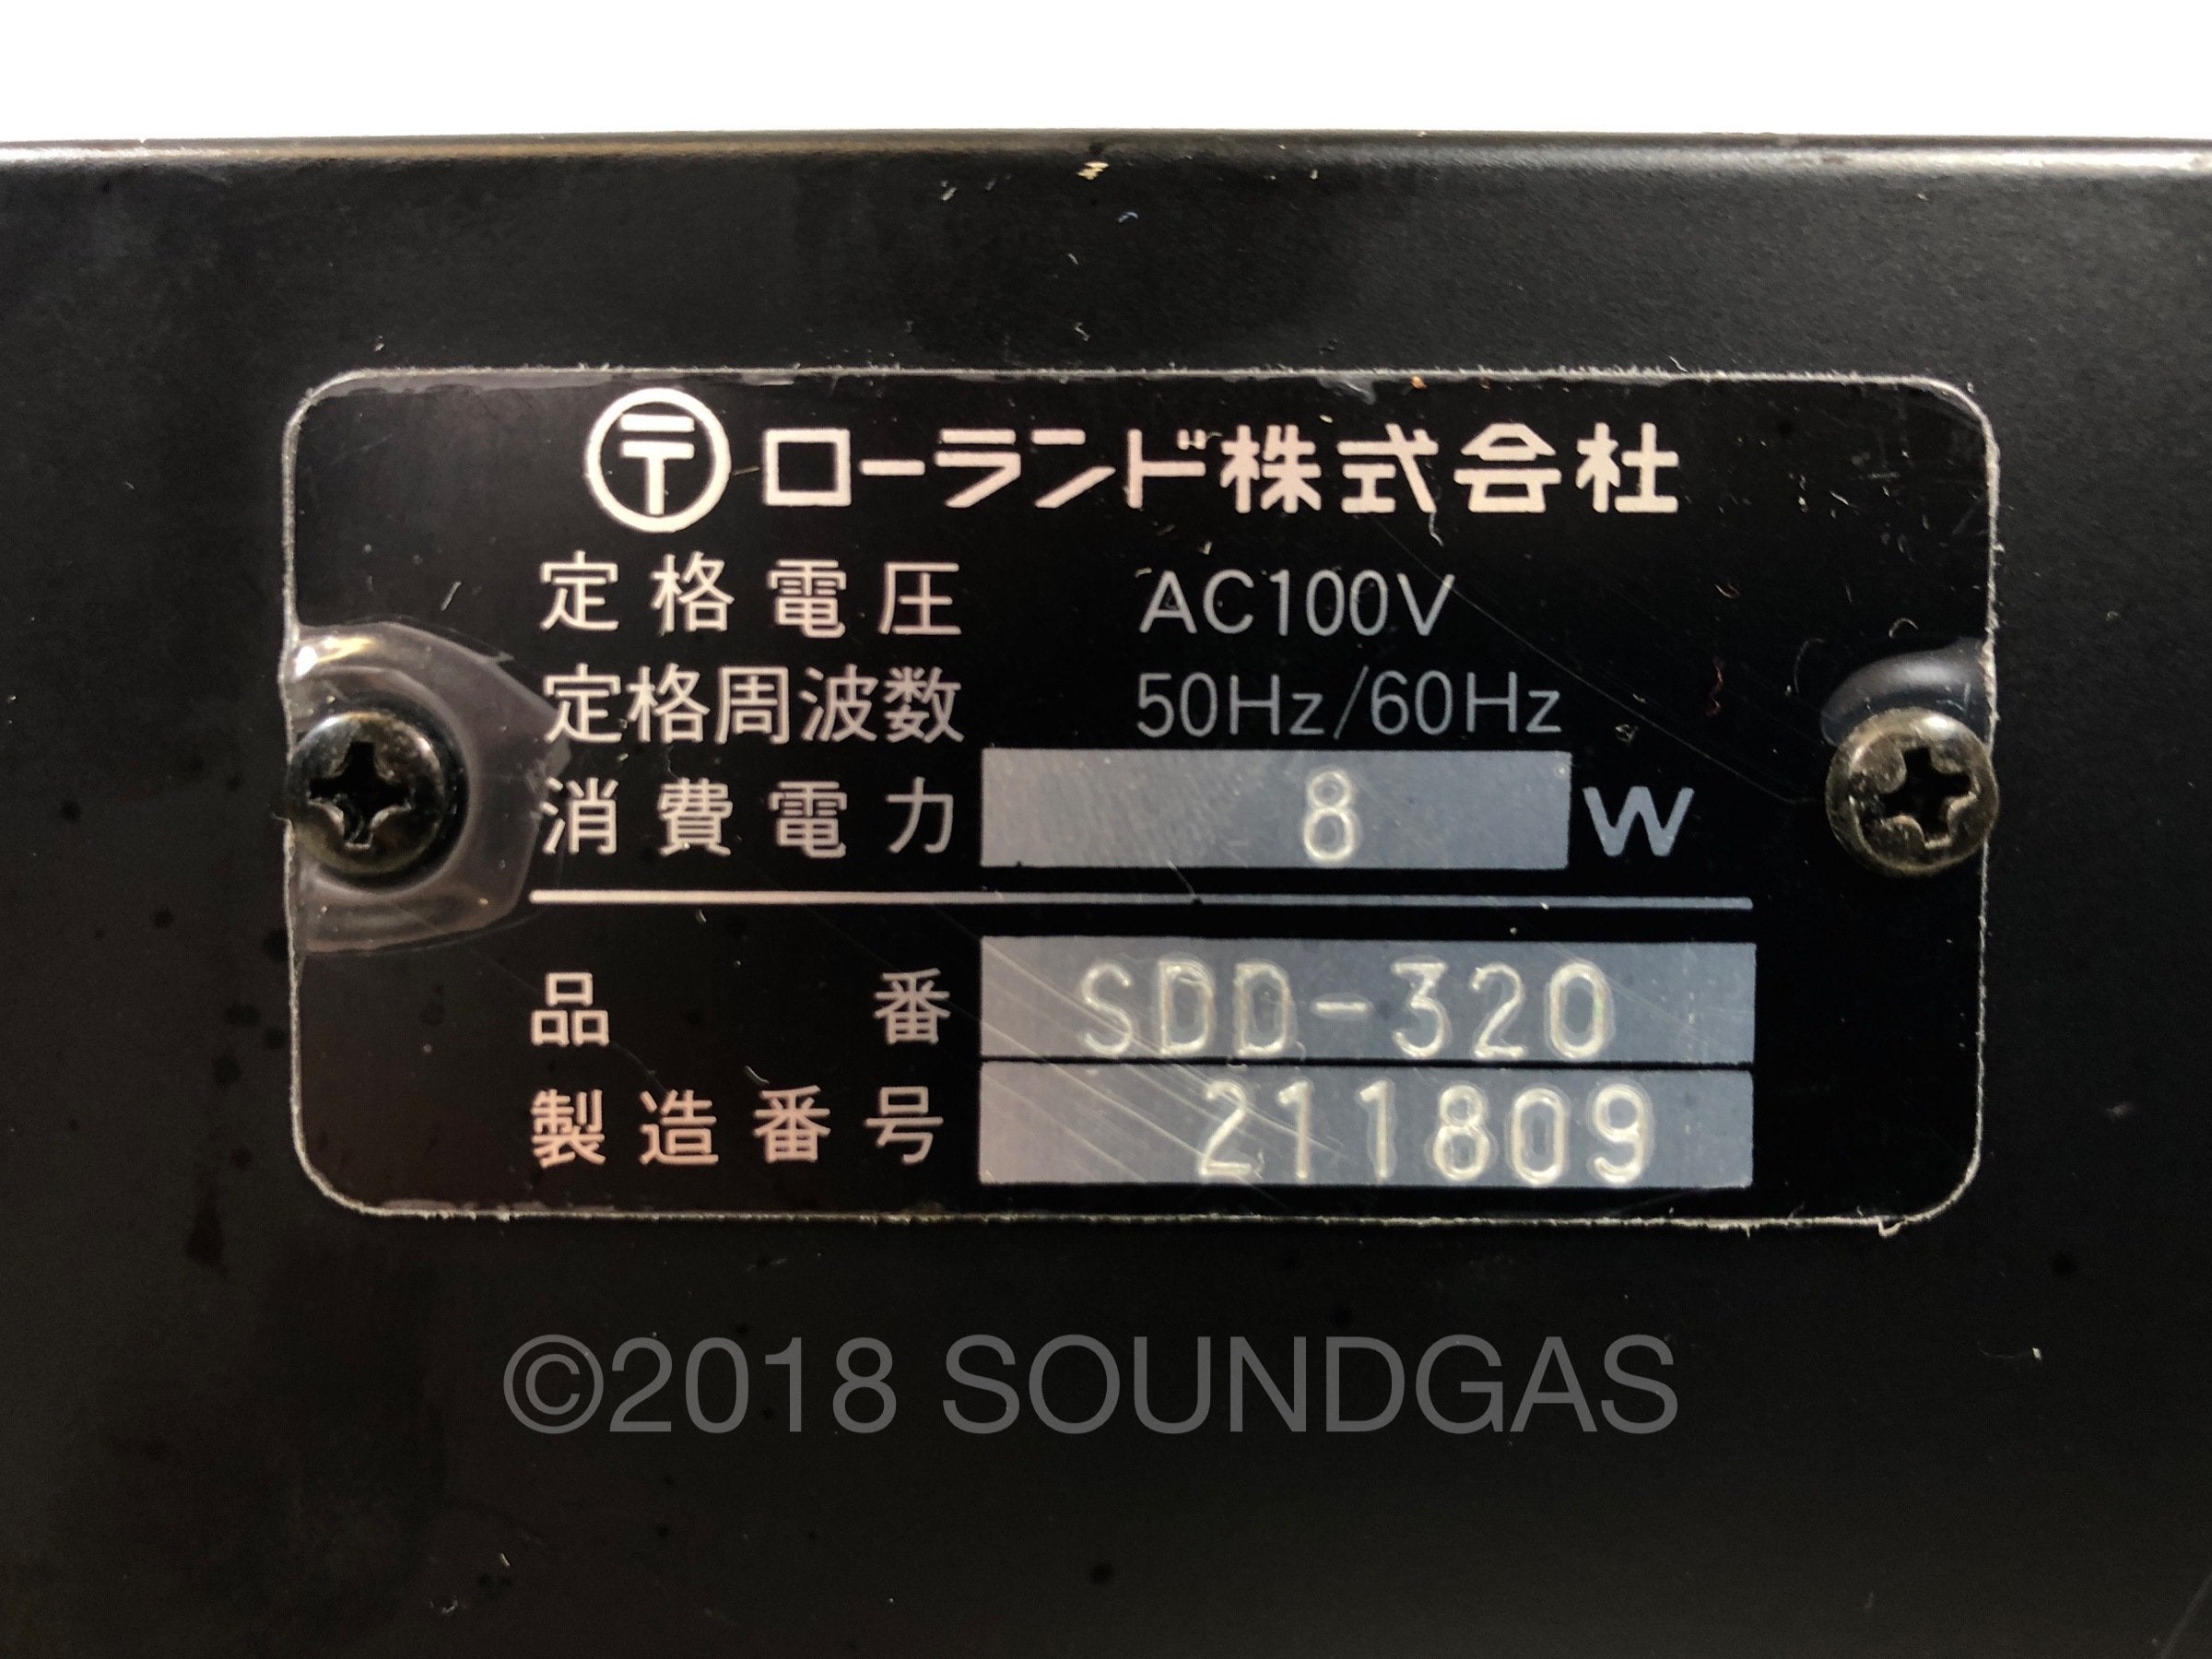 〒 ローランド株式会社
定格電圧 AC100V
定格周波数 50Hz/60Hz
消費電力 8 W
品番 SDD-320
製造番号 211809
©2018 SOUNDGAS